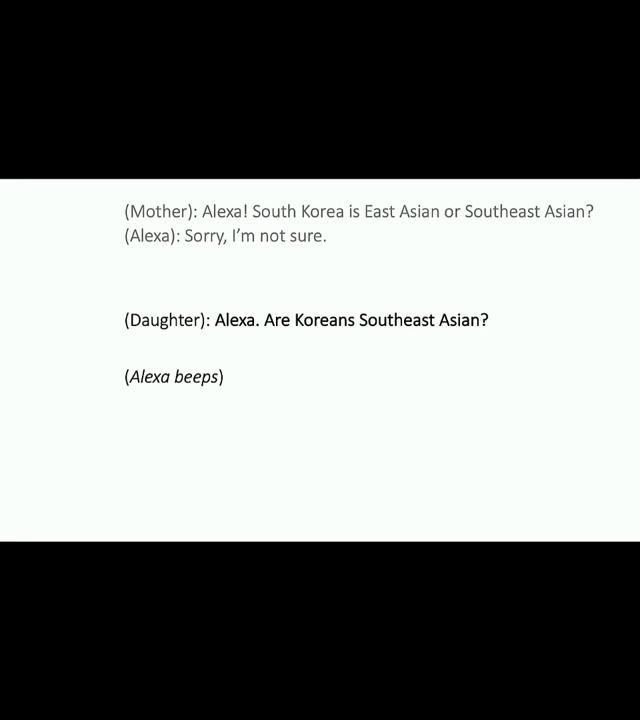 (Mother): Alexa! South Korea is East Asian or Southeast Asian?
(Alexa): Sorry, I’m not sure.
(Daughter): Alexa. Are Koreans Southeast Asian?
(Alexa beeps)